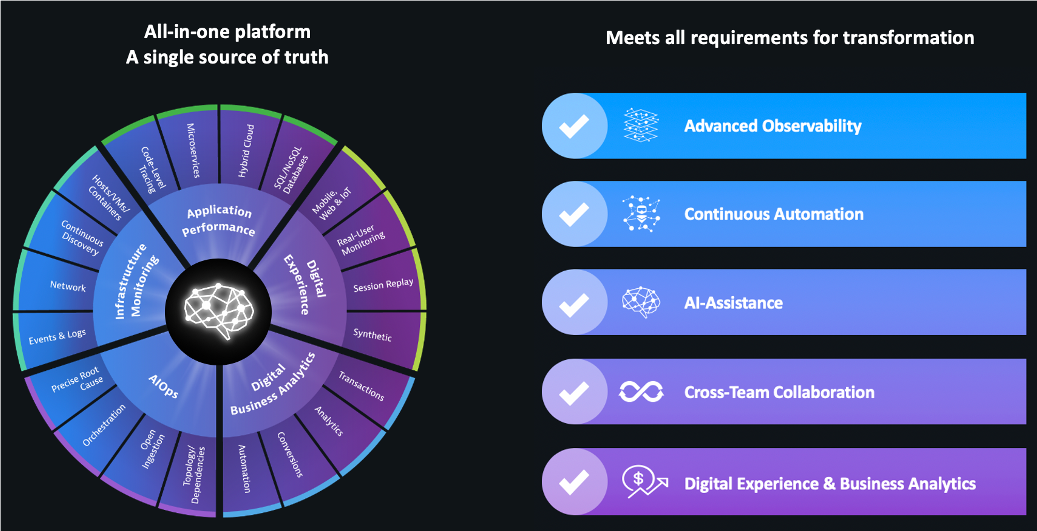 All-in-one platform
A single source of truth
Meets all requirements for transformation
Application
Performance
Code-Level
Tracing
Microservices
Hybrid Cloud
SQL/NoSQL
Databases
Digital
Experience
Mobile,
Web & IoT
Real-User
Monitoring
Session Replay
Synthetic
Digital
Business Analytics
Transactions
Analytics
Conversions
Automation
AIOps
Topology/
Dependencies
Open
Ingestion
Orchestration
Precise Root
Cause
Infrastructure
Monitoring
Events & Logs
Network
Continuous
Discovery
Hosts/VMs/
Containers
Advanced Observability
Continuous Automation
AI-Assistance
Cross-Team Collaboration
$
Digital Experience & Business Analytics